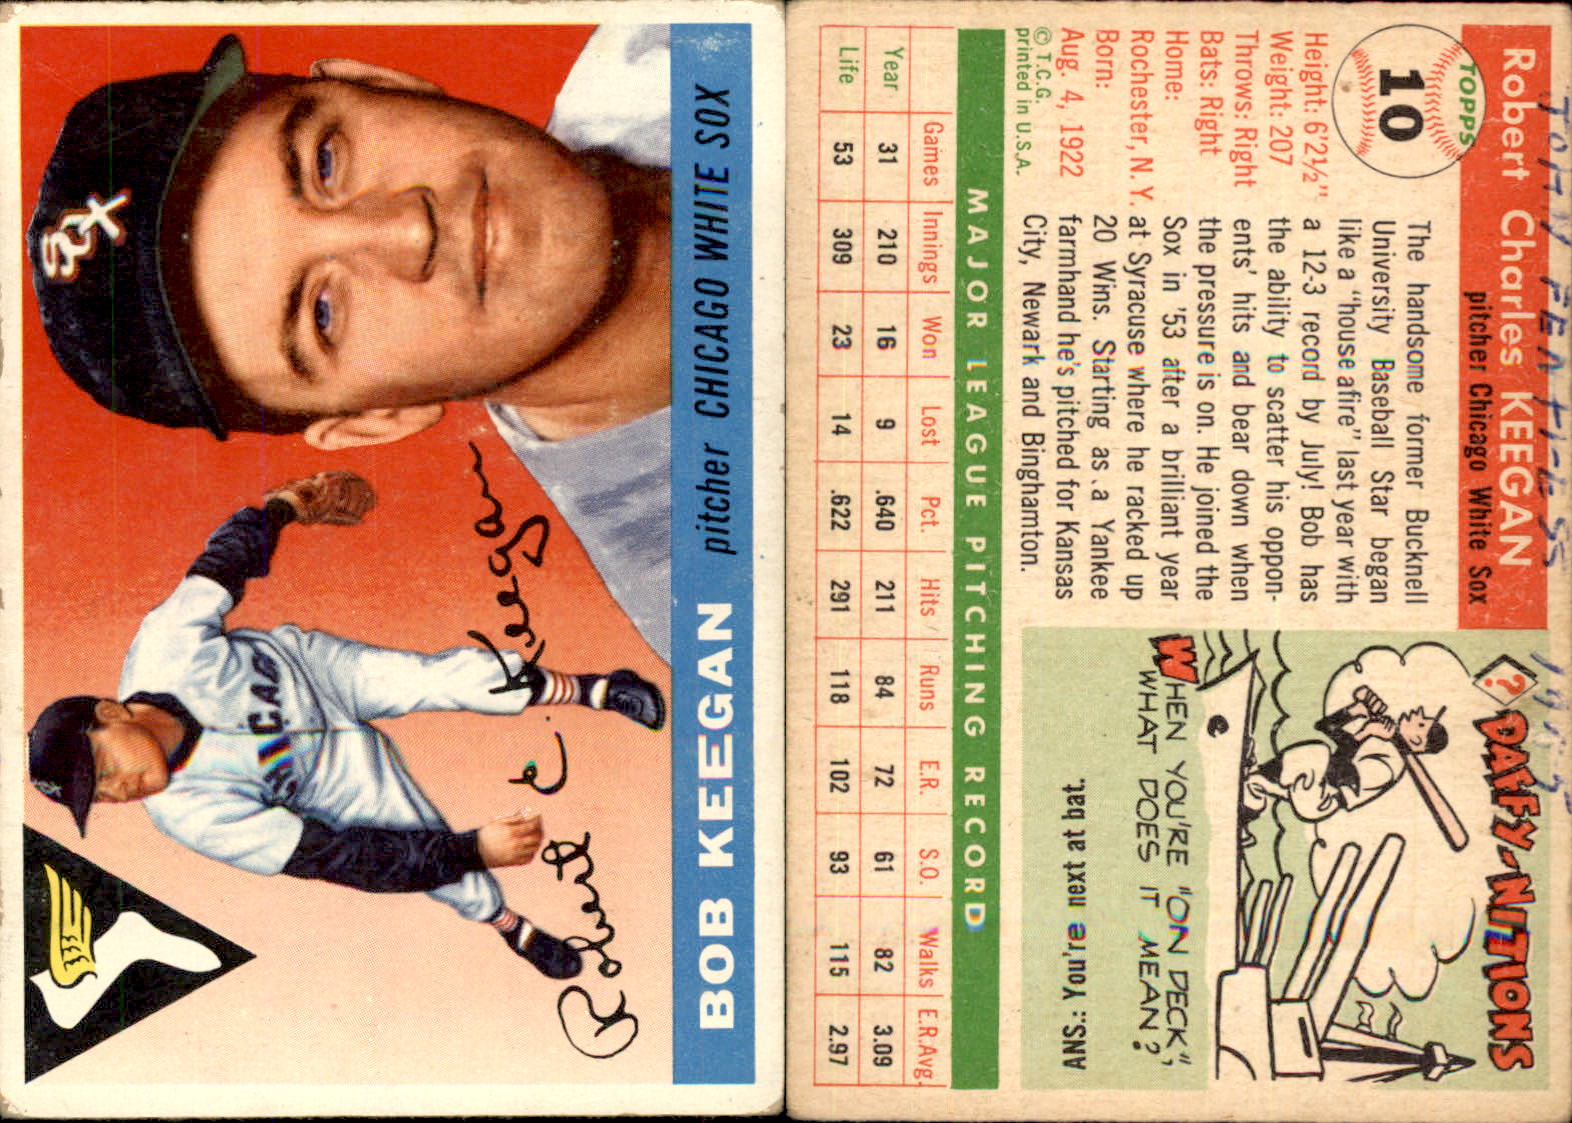 BOB KEEGAN
pitcher CHICAGO WHITE SOX
Robert C. Keegan
SOX
CHICAGO
JOHN FEATHESS
Robert Charles KEEGAN
pitcher Chicago White Sox
TOPPS
10
Height: 6'2½"
Weight: 207
Throws: Right
Bats: Right
Home:
Rochester, N. Y.
Born:
Aug. 4, 1922
© T.C.G.
printed in U.S.A.
The handsome former Bucknell
University Baseball Star began
like a "house afire" last year with
a 12-3 record by July! Bob has
the ability to scatter his oppon-
ents' hits and bear down when
the pressure is on. He joined the
Sox in '53 after a brilliant year
at Syracuse where he racked up
20 Wins. Starting as a Yankee
farmhand he's pitched for Kansas
City, Newark and Binghamton.
? DAFFY-NITIONS
WHEN YOU'RE "ON DECK",
WHAT DOES IT MEAN?
ANS.: You're next at bat.
MAJOR LEAGUE PITCHING RECORD
Games Innings Won Lost Pct. Hits Runs E.R. S.O. Walks E.R.Avg.
Year 31 210 16 9 .640 211 84 72 61 82 3.09
Life 53 309 23 14 .622 291 118 102 93 115 2.97